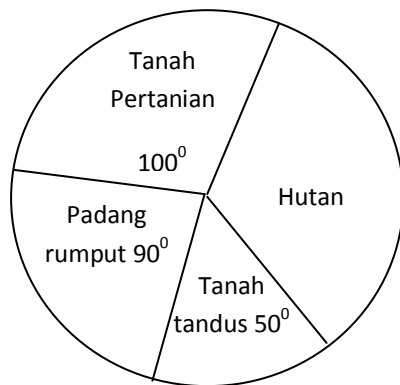 Tanah
Pertanian
100⁰
Hutan
Padang
rumput 90⁰
Tanah
tandus 50⁰